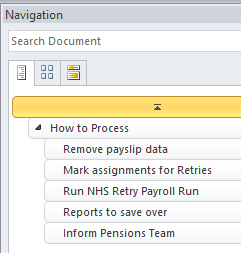 Navigation
Search Document
How to Process
Remove payslip data
Mark assignments for Retries
Run NHS Retry Payroll Run
Reports to save over
Inform Pensions Team